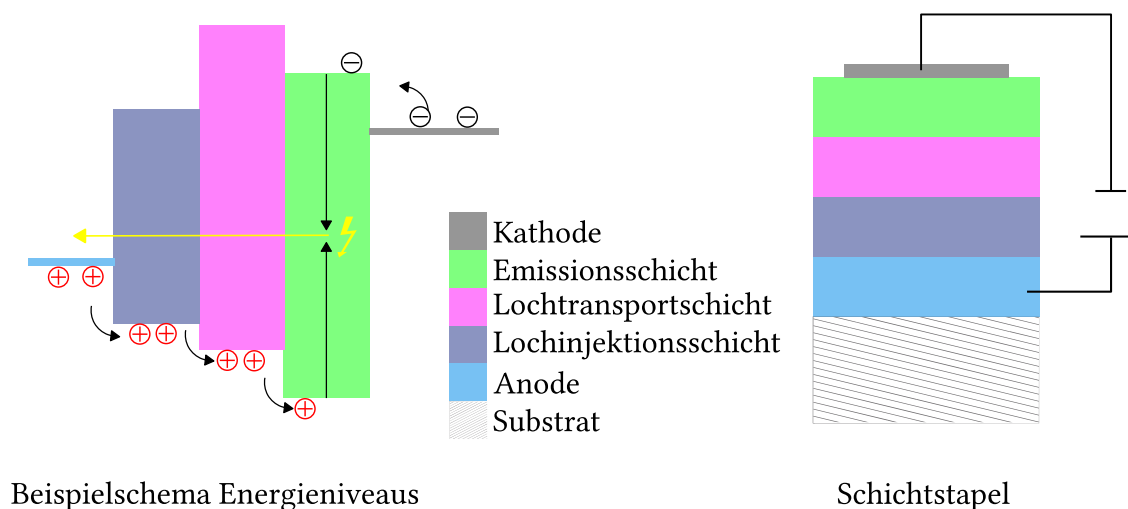 Kathode
Emissionsschicht
Lochtransportschicht
Lochinjektionsschicht
Anode
Substrat
Beispielschema Energieniveaus
Schichtstapel